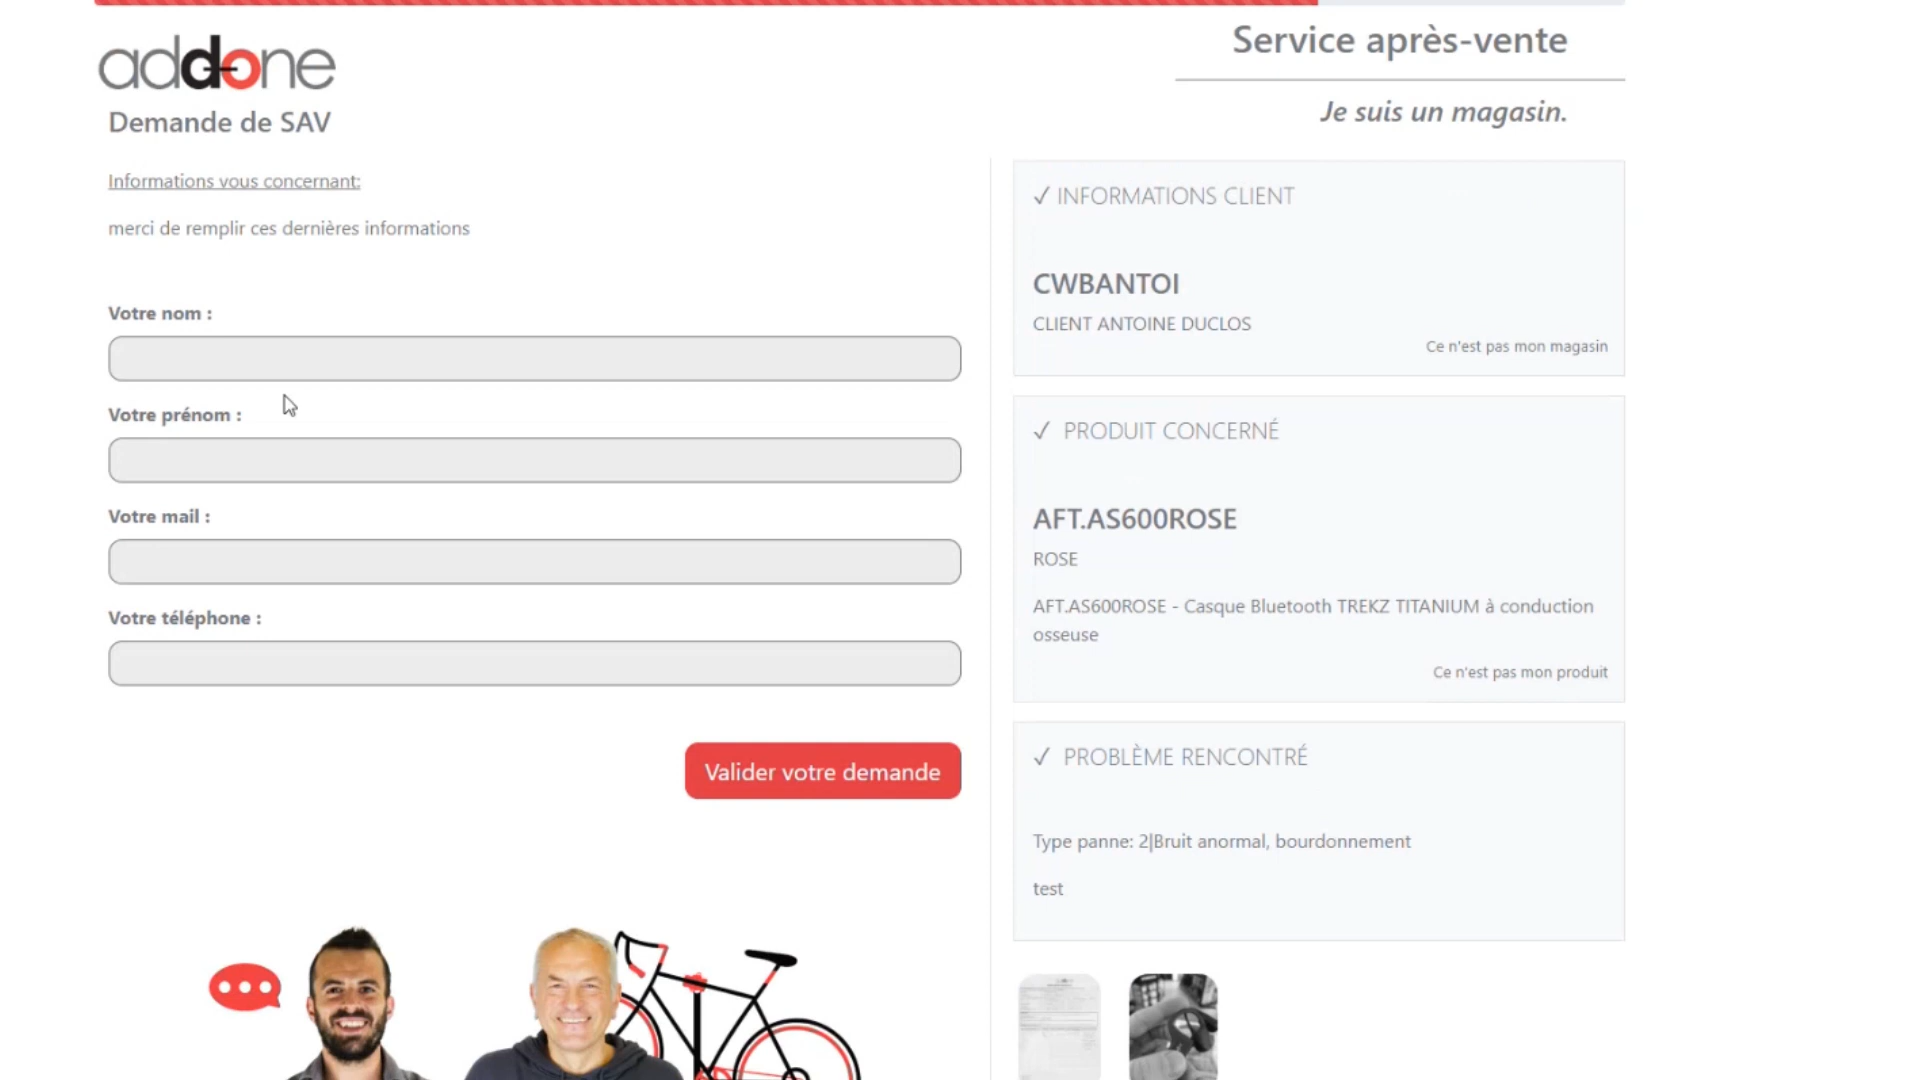 addone
Service après-vente
Je suis un magasin.
Demande de SAV
Informations vous concernant:
merci de remplir ces dernières informations
Votre nom :
Votre prénom :
Votre mail :
Votre téléphone :
Valider votre demande
✓ INFORMATIONS CLIENT
CWBANTOI
CLIENT ANTOINE DUCLOS
Ce n'est pas mon magasin
✓ PRODUIT CONCERNÉ
AFT.AS600ROSE
ROSE
AFT.AS600ROSE - Casque Bluetooth TREKZ TITANIUM à conduction
osseuse
Ce n'est pas mon produit
✓ PROBLÈME RENCONTRÉ
Type panne: 2|Bruit anormal, bourdonnement
test